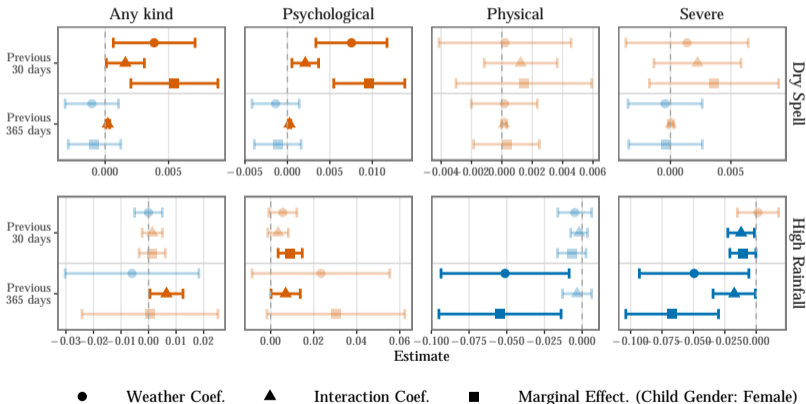 Any kind Psychological Physical Severe
Previous
30 days
Previous
365 days
Dry Spell
0.000 0.005 −0.005 0.000 0.005 0.010 −0.004 −0.002 0.000 0.002 0.004 0.006 0.000 0.005
Previous
30 days
Previous
365 days
High Rainfall
−0.03 −0.02 −0.01 0.00 0.01 0.02 0.00 0.02 0.04 0.06 −0.100 −0.075 −0.050 −0.025 0.000 −0.100 −0.075 −0.050 −0.025 0.000
Estimate
Weather Coef. Interaction Coef. Marginal Effect. (Child Gender: Female)